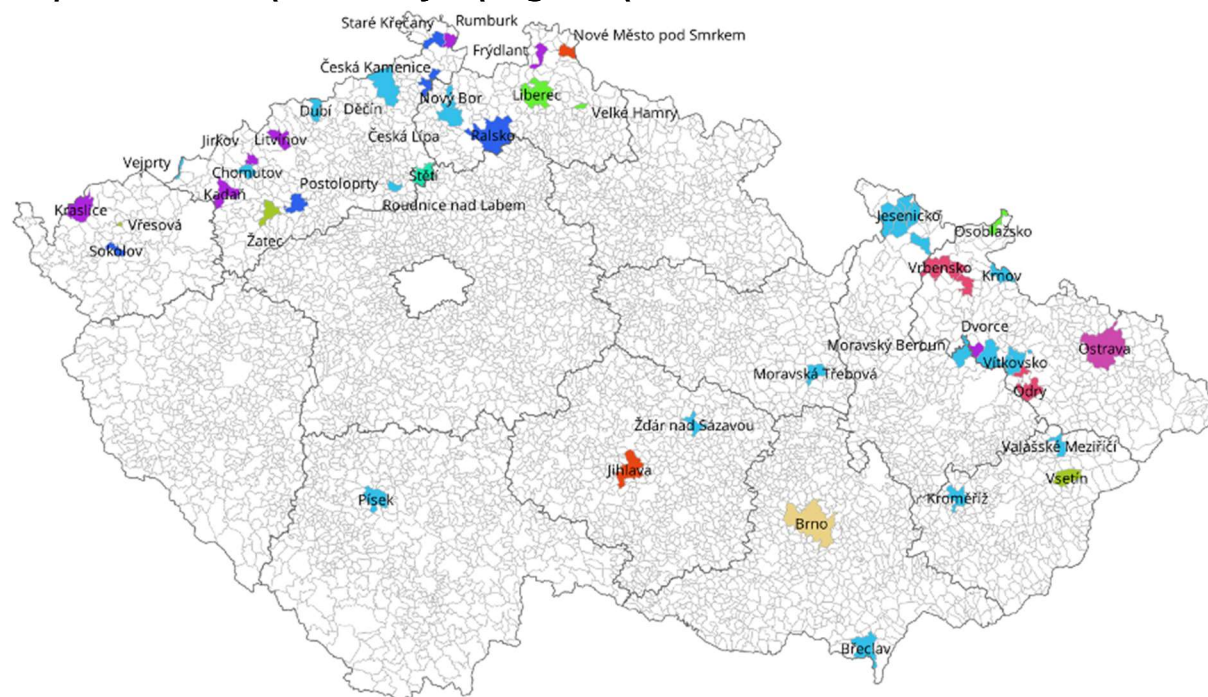 Staré Křečany
Rumburk
Nové Město pod Smrkem
Frýdlant
Česká Kamenice
Nový Bor
Liberec
Velké Hamry
Dubí
Děčín
Česká Lípa
Ralsko
Jirkov
Litvínov
Vejprty
Chomutov
Štětí
Kadaň
Postoloprty
Roudnice nad Labem
Kraslice
Vřesová
Sokolov
Žatec
Jesenicko
Osoblažsko
Vrbensko
Krnov
Dvorce
Moravský Beroun
Ostrava
Vítkovsko
Moravská Třebová
Odry
Žďár nad Sázavou
Valašské Meziříčí
Jihlava
Vsetín
Písek
Kroměříž
Brno
Břeclav